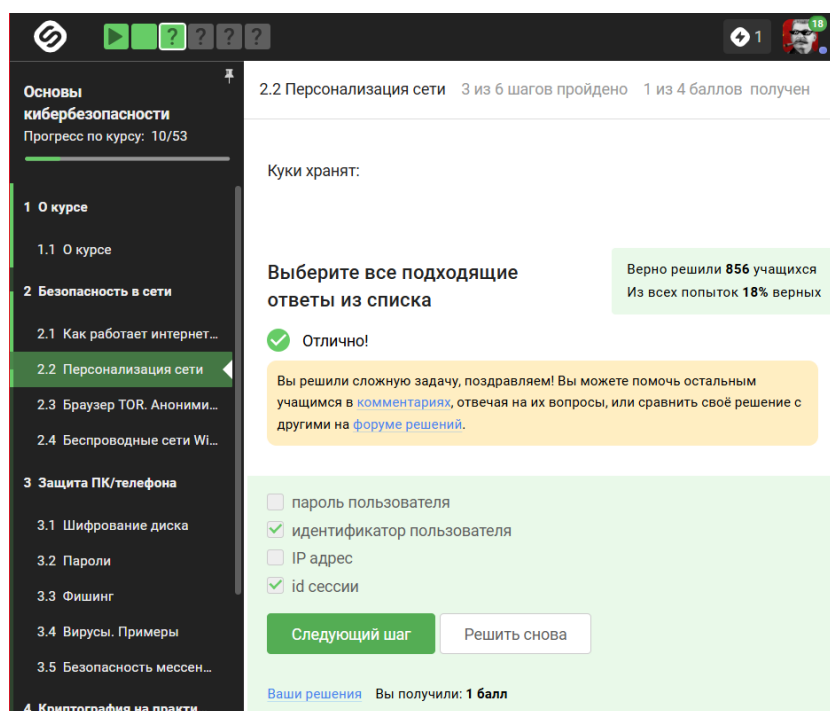 ? ? ? ?
1
18
Основы
кибербезопасности
Прогресс по курсу: 10/53
1 О курсе
1.1 О курсе
2 Безопасность в сети
2.1 Как работает интернет...
2.2 Персонализация сети
2.3 Браузер TOR. Аноними...
2.4 Беспроводные сети Wi...
3 Защита ПК/телефона
3.1 Шифрование диска
3.2 Пароли
3.3 Фишинг
3.4 Вирусы. Примеры
3.5 Безопасность мессен...
4 Криптография на практи...
2.2 Персонализация сети 3 из 6 шагов пройдено 1 из 4 баллов получен
Куки хранят:
Выберите все подходящие
ответы из списка
Верно решили 856 учащихся
Из всех попыток 18% верных
Отлично!
Вы решили сложную задачу, поздравляем! Вы можете помочь остальным
учащимся в комментариях, отвечая на их вопросы, или сравнить своё решение с
другими на форуме решений.
пароль пользователя
идентификатор пользователя
IP адрес
id сессии
Следующий шаг Решить снова
Ваши решения Вы получили: 1 балл